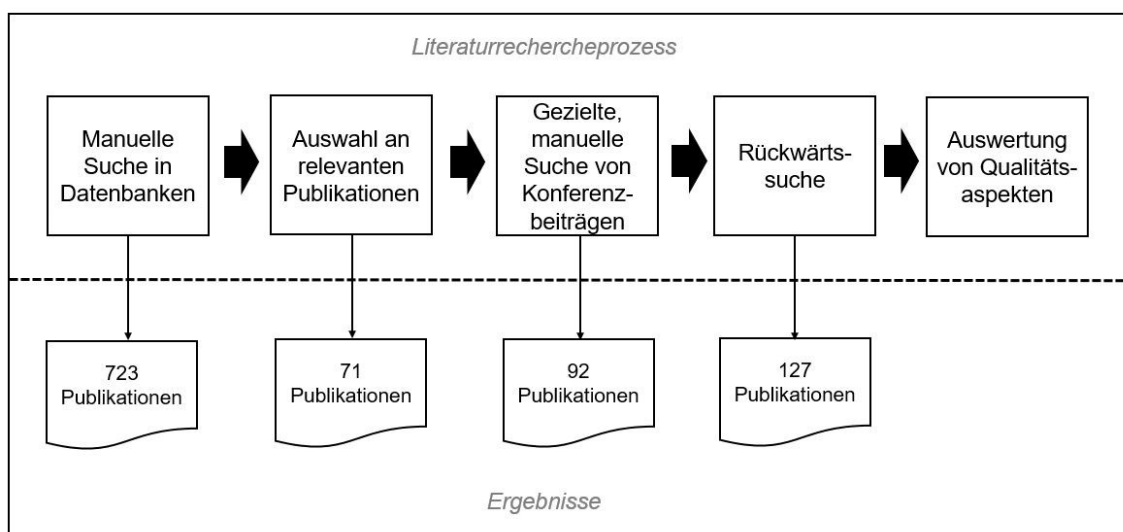 Literaturrechercheprozess
Manuelle
Suche in
Datenbanken
Auswahl an
relevanten
Publikationen
Gezielte,
manuelle
Suche von
Konferenz-
beiträgen
Rückwärts-
suche
Auswertung
von Qualitäts-
aspekten
723
Publikationen
71
Publikationen
92
Publikationen
127
Publikationen
Ergebnisse